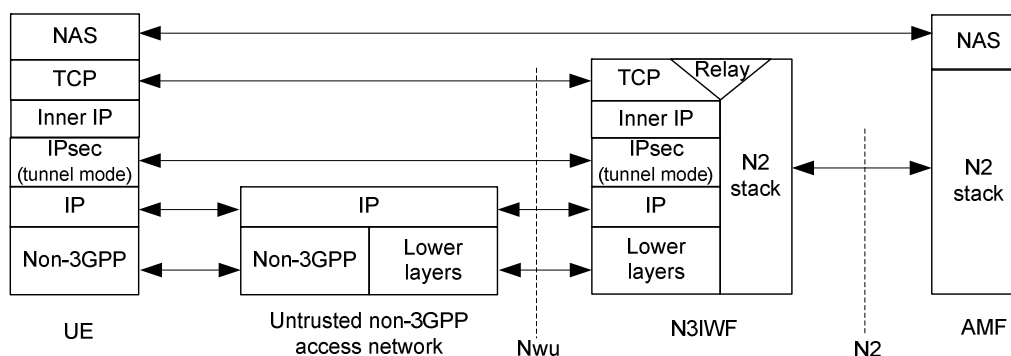 NAS
TCP
Inner IP
IPsec
(tunnel mode)
IP
Non-3GPP
UE
IP
Non-3GPP
Lower
layers
Untrusted non-3GPP
access network
Nwu
TCP
Relay
Inner IP
IPsec
(tunnel mode)
IP
Lower
layers
N2
stack
N3IWF
N2
NAS
N2
stack
AMF